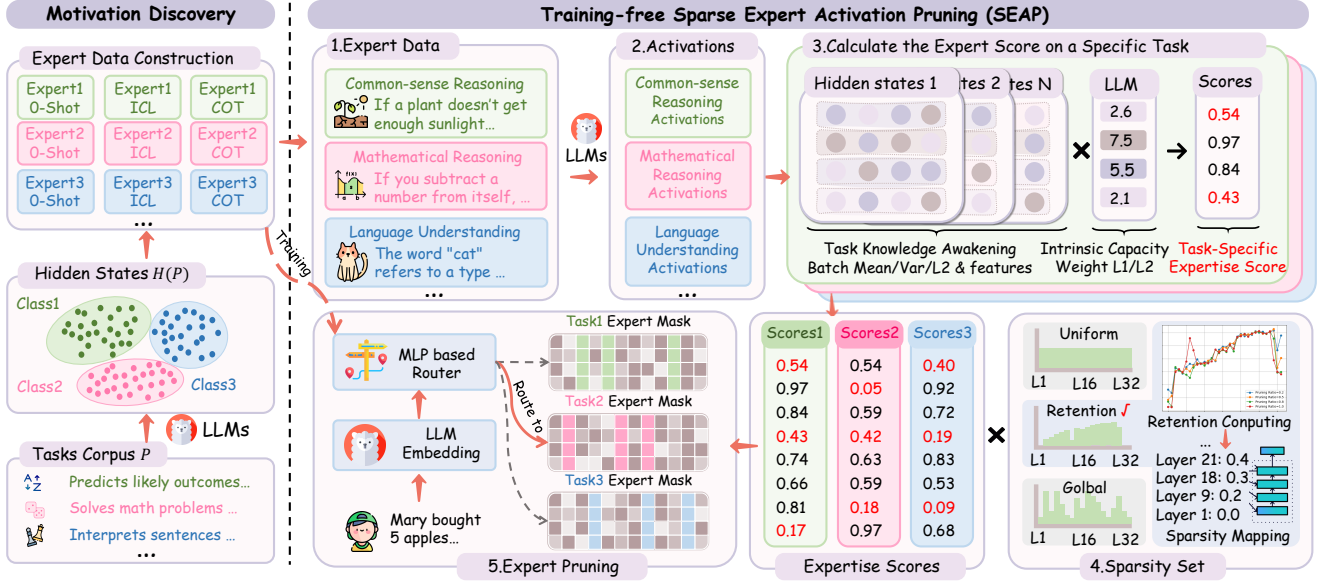 Motivation Discovery
Expert Data Construction
Expert1
0-Shot
Expert1
ICL
Expert1
COT
Expert2
0-Shot
Expert2
ICL
Expert2
COT
Expert3
0-Shot
Expert3
ICL
Expert3
COT
...
Hidden States H(P)
Class1
Class2
Class3
LLMs
Tasks Corpus P
A
Z
Predicts likely outcomes...
Solves math problems ...
Interprets sentences ...
...
Training
Training-free Sparse Expert Activation Pruning (SEAP)
1.Expert Data
Common-sense Reasoning
If a plant doesn't get
enough sunlight...
Mathematical Reasoning
f(x)
If you subtract a
number from itself, ...
Language Understanding
The word "cat"
refers to a type ...
...
LLMs
2.Activations
Common-sense
Reasoning
Activations
Mathematical
Reasoning
Activations
Language
Understanding
Activations
...
3.Calculate the Expert Score on a Specific Task
Hidden states 1
tes 2
tes N
LLM
2.6
7.5
5.5
2.1
Scores
0.54
0.97
0.84
0.43
Task Knowledge Awakening
Batch Mean/Var/L2 & features
Intrinsic Capacity
Weight L1/L2
Task-Specific
Expertise Score
MLP based
Router
LLM
Embedding
Mary bought
5 apples...
Route to
Task1 Expert Mask
Task2 Expert Mask
Task3 Expert Mask
5.Expert Pruning
Scores1
0.54
0.97
0.84
0.43
0.74
0.66
0.81
0.17
Scores2
0.54
0.05
0.59
0.42
0.63
0.59
0.18
0.97
Scores3
0.40
0.92
0.72
0.19
0.83
0.53
0.09
0.68
Expertise Scores
Uniform
L1 L16 L32
Retention √
L1 L16 L32
Golbal
L1 L16 L32
Retention Computing
...
Layer 21: 0.4
Layer 18: 0.3
Layer 9: 0.2
Layer 1: 0.0
Sparsity Mapping
4.Sparsity Set